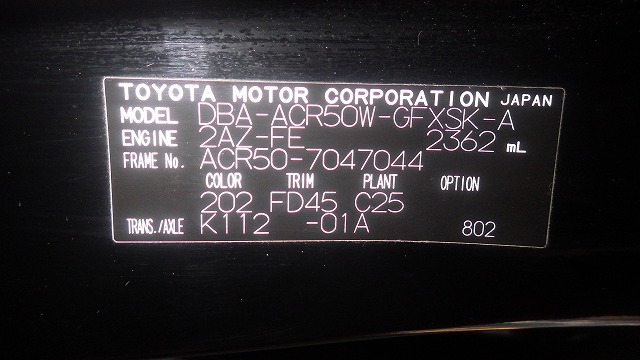 TOYOTA MOTOR CORPORATION JAPAN
MODEL DBA-ACR50W-GFXSK-A
ENGINE 2AZ-FE 2362 mL
FRAME No. ACR50-7047044
COLOR TRIM PLANT OPTION
202 FD45 C25
TRANS./AXLE K112 -01A 802